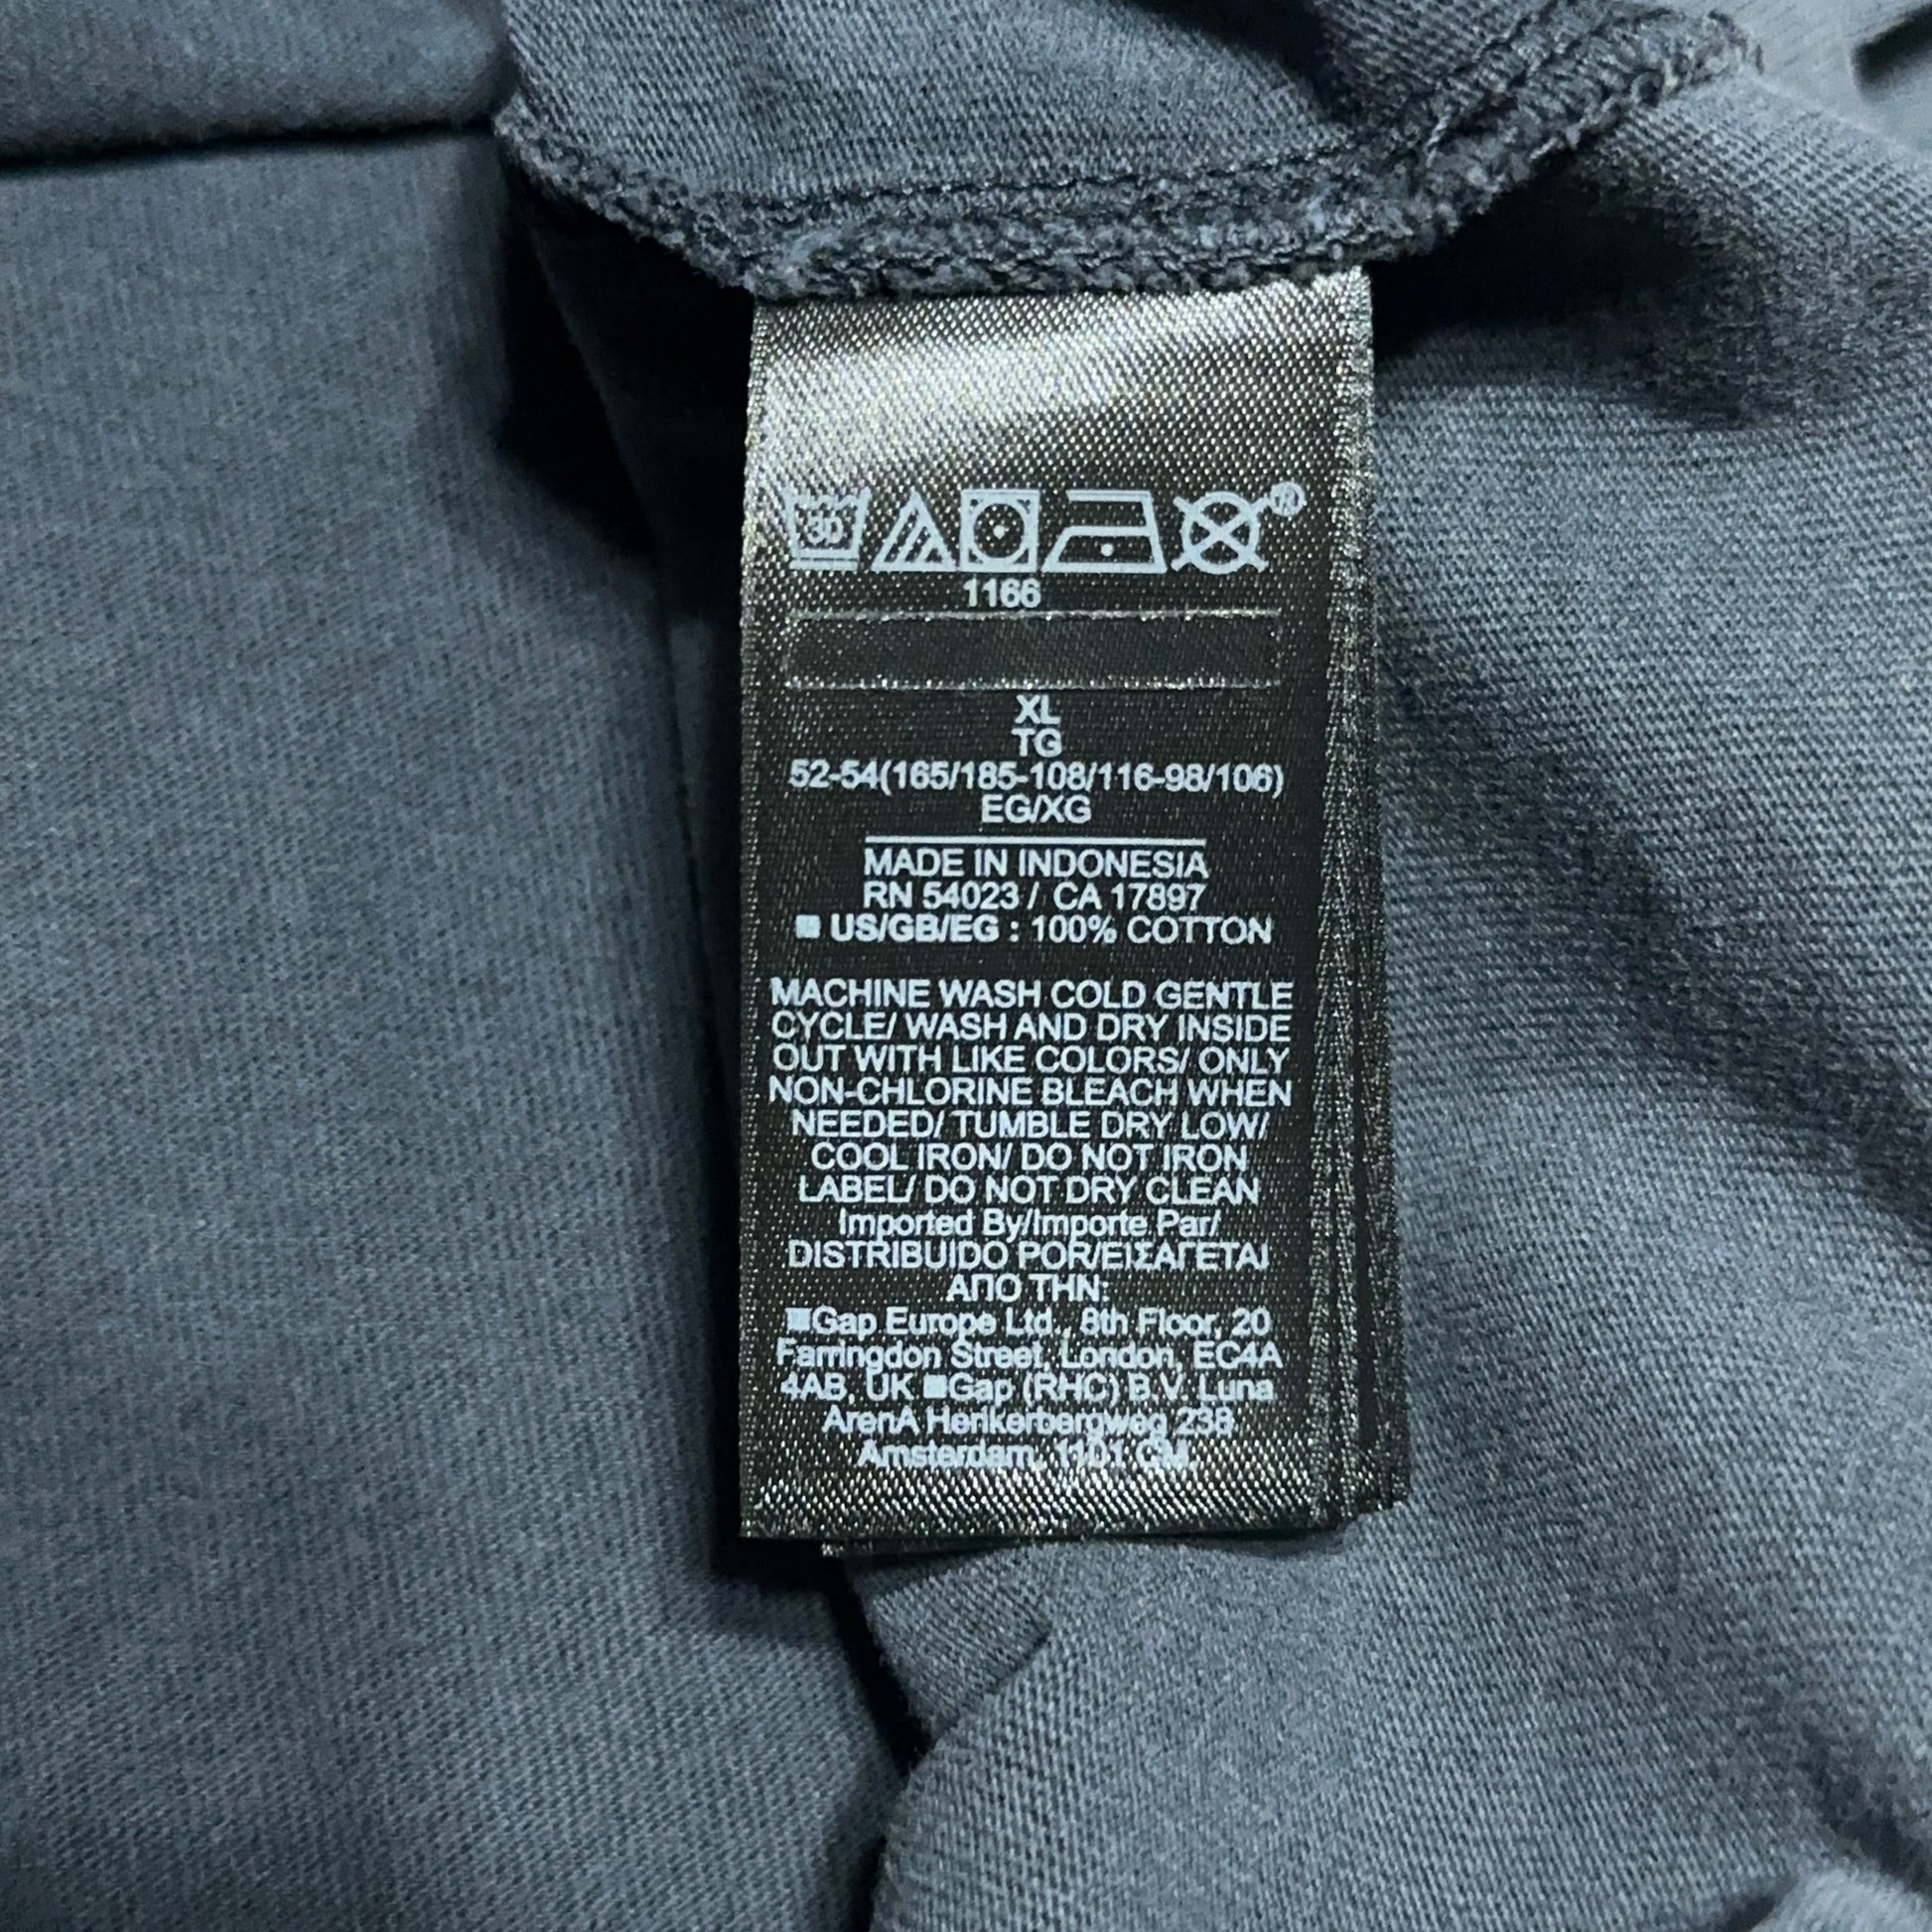 30 ®
1166
XL
TG
52-54(165/185-108/116-98/106)
EG/XG
MADE IN INDONESIA
RN 54023 / CA 17897
■ US/GB/EG : 100% COTTON
MACHINE WASH COLD GENTLE
CYCLE/ WASH AND DRY INSIDE
OUT WITH LIKE COLORS/ ONLY
NON-CHLORINE BLEACH WHEN
NEEDED/ TUMBLE DRY LOW/
COOL IRON/ DO NOT IRON
LABEL/ DO NOT DRY CLEAN
Imported By/Importe Par/
DISTRIBUIDO POR/ΕΙΣΑΓΕΤΑΙ
ΑΠΟ ΤΗΝ:
■Gap Europe Ltd., 8th Floor, 20
Farringdon Street, London, EC4A
4AB, UK ■Gap (RHC) B.V. Luna
ArenA Herikerbergweg 238
Amsterdam, 1101 CM.